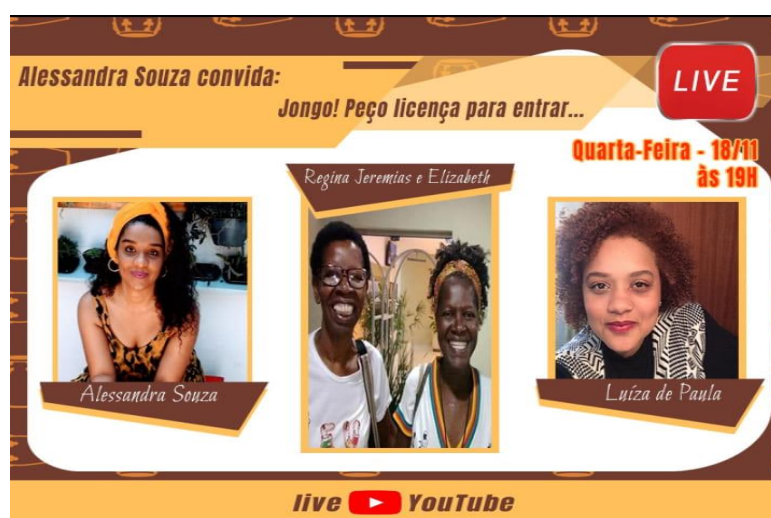 Alessandra Souza convida:
Jongo! Peço licença para entrar...
LIVE
Quarta-Feira - 18/11
às 19H
Regina Jeremias e Elizabeth
Alessandra Souza
Luíza de Paula
live YouTube